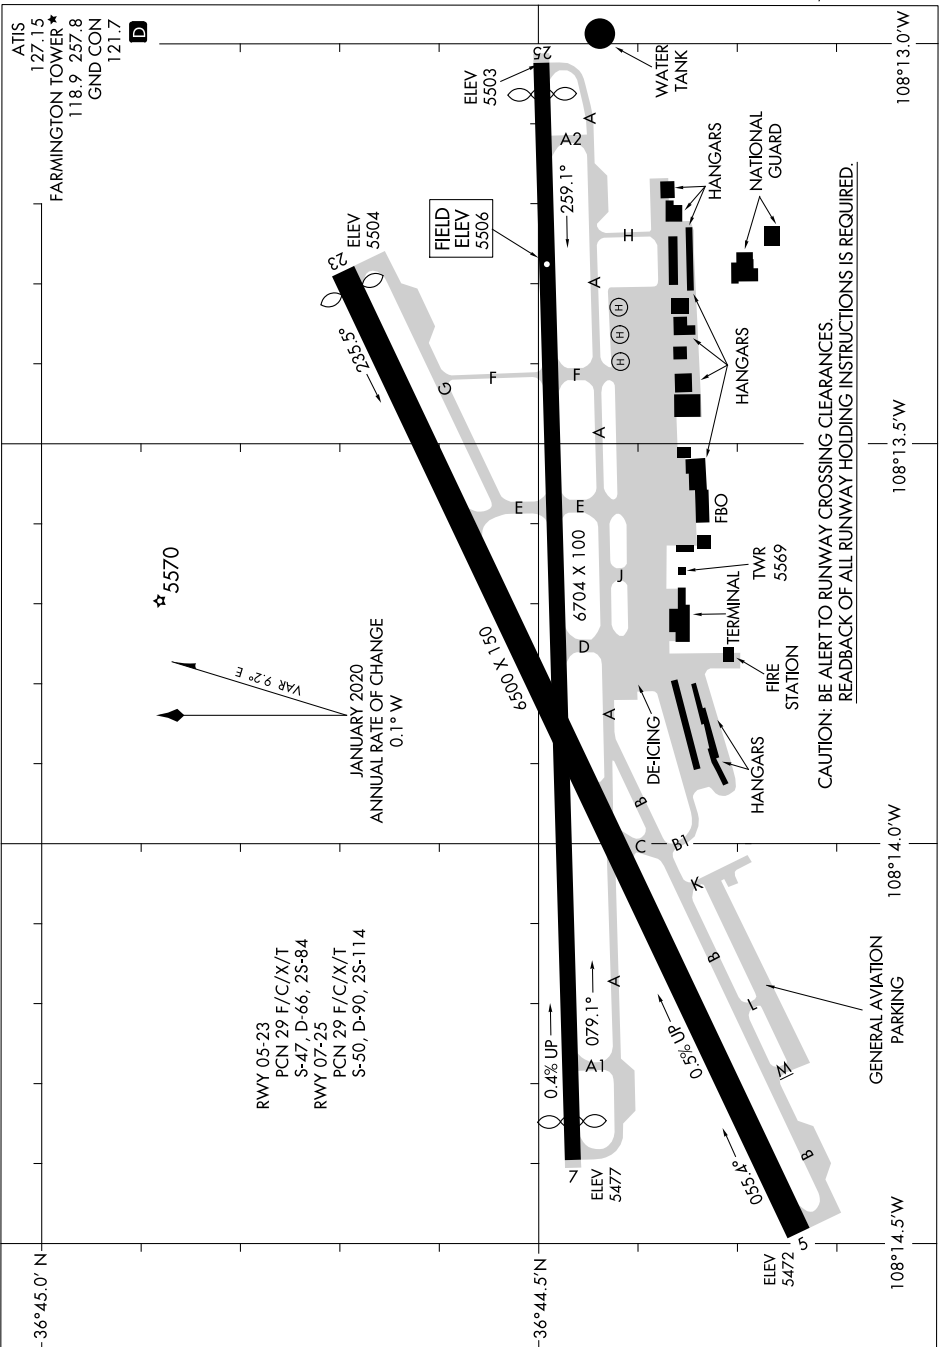 ATIS
127.15
FARMINGTON TOWER★
118.9 257.8
GND CON
121.7
D
36°45.0' N
36°44.5'N
108°13.0'W
108°13.5'W
108°14.0'W
108°14.5'W
WATER
TANK
25
ELEV
5503
A
A2
259.1°
HANGARS
NATIONAL
GUARD
23
ELEV
5504
FIELD
ELEV
5506
H
A
H
H
H
235.5°
G
F
F
A
HANGARS
E
E
FBO
5570
6704 X 100
J
TWR
5569
TERMINAL
D
FIRE
STATION
6500 X 150
VAR 9.2° E
JANUARY 2020
ANNUAL RATE OF CHANGE
0.1° W
A
DE-ICING
HANGARS
B
C
B1
K
RWY 05-23
PCN 29 F/C/X/T
S-47, D-66, 2S-84
RWY 07-25
PCN 29 F/C/X/T
S-50, D-90, 2S-114
0.4% UP
079.1°
A
A1
B
L
M
GENERAL AVIATION
PARKING
7
ELEV
5477
0.5% UP
055.4°
B
5
ELEV
5472
CAUTION: BE ALERT TO RUNWAY CROSSING CLEARANCES.
READBACK OF ALL RUNWAY HOLDING INSTRUCTIONS IS REQUIRED.